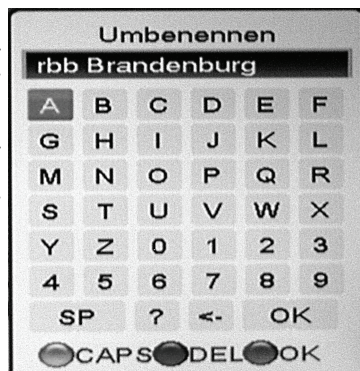 Umbenennen
rbb Brandenburg
A B C D E F
G H I J K L
M N O P Q R
S T U V W X
Y Z 0 1 2 3
4 5 6 7 8 9
SP ? <- OK
CAPS DEL OK